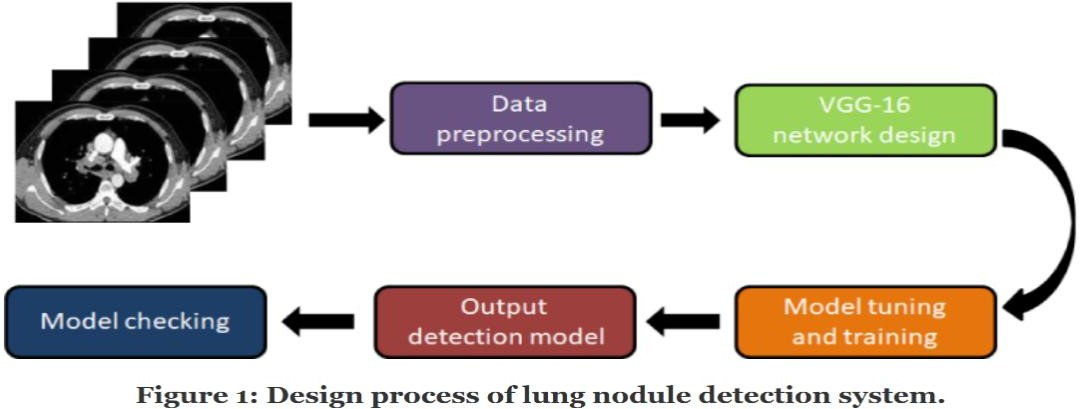 Data
preprocessing
VGG-16
network design
Model tuning
and training
Output
detection model
Model checking
Figure 1: Design process of lung nodule detection system.